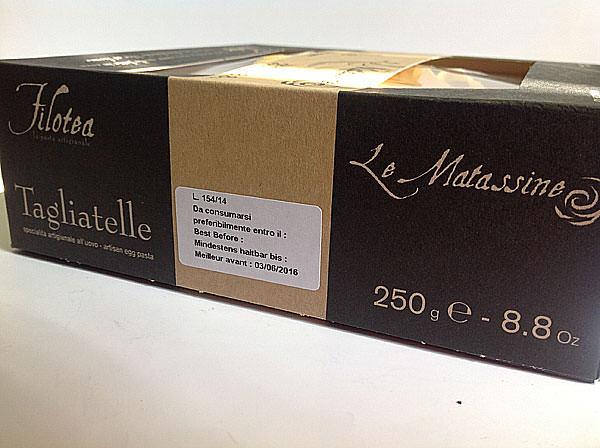 Filotea
la pasta artigianale
Tagliatelle
specialità artigianale all'uovo - artisan egg pasta
L. 154/14
Da consumarsi
preferibilmente entro il :
Best Before :
Mindestens haltbar bis :
Meilleur avant : 03/06/2016
Le Matassine
250 g e - 8.8 Oz